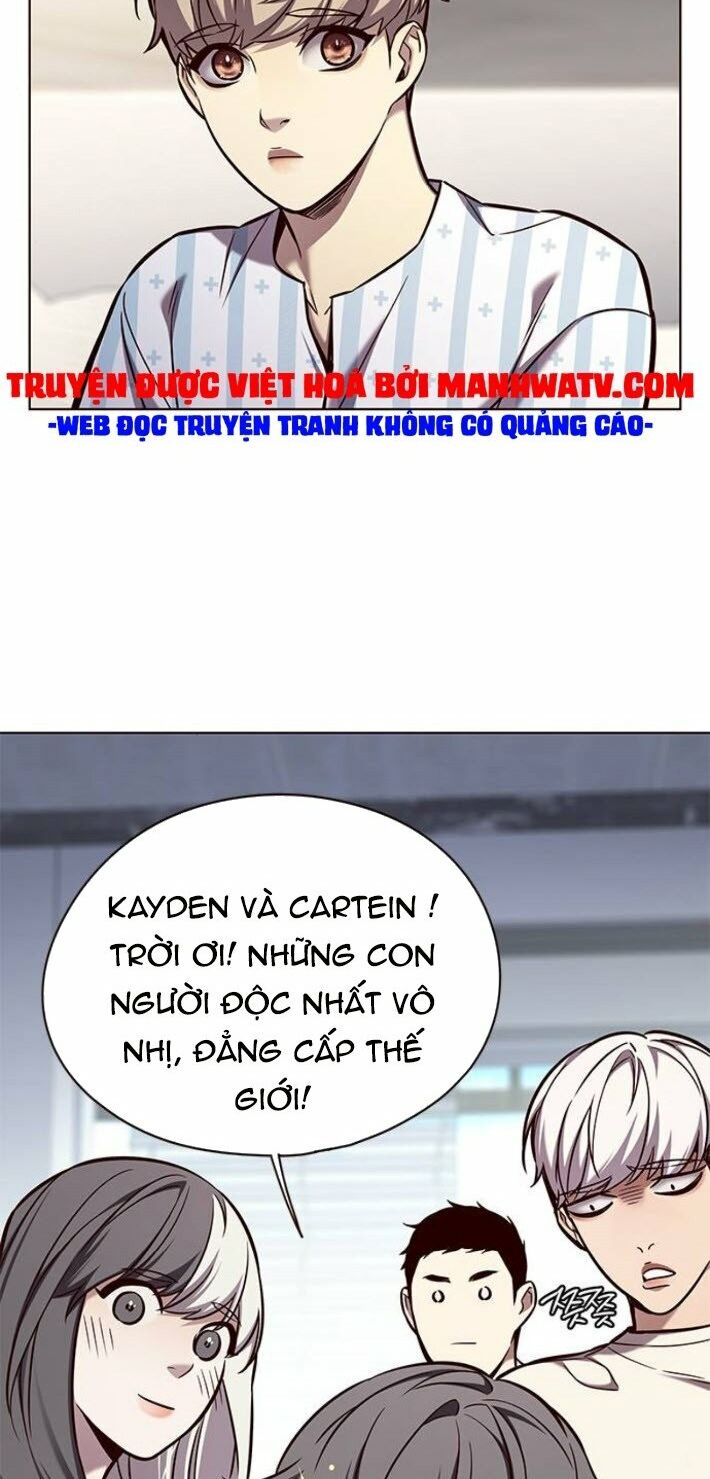 TRUYỆN ĐƯỢC VIỆT HOÁ BỞI MANHWATV.COM
-WEB ĐỌC TRUYỆN TRANH KHÔNG CÓ QUẢNG CÁO-
KAYDEN VÀ CARTEIN !
TRỜI ƠI! NHỮNG CON
NGƯỜI ĐỘC NHẤT VÔ
NHỊ, ĐẲNG CẤP THẾ
GIỚI!